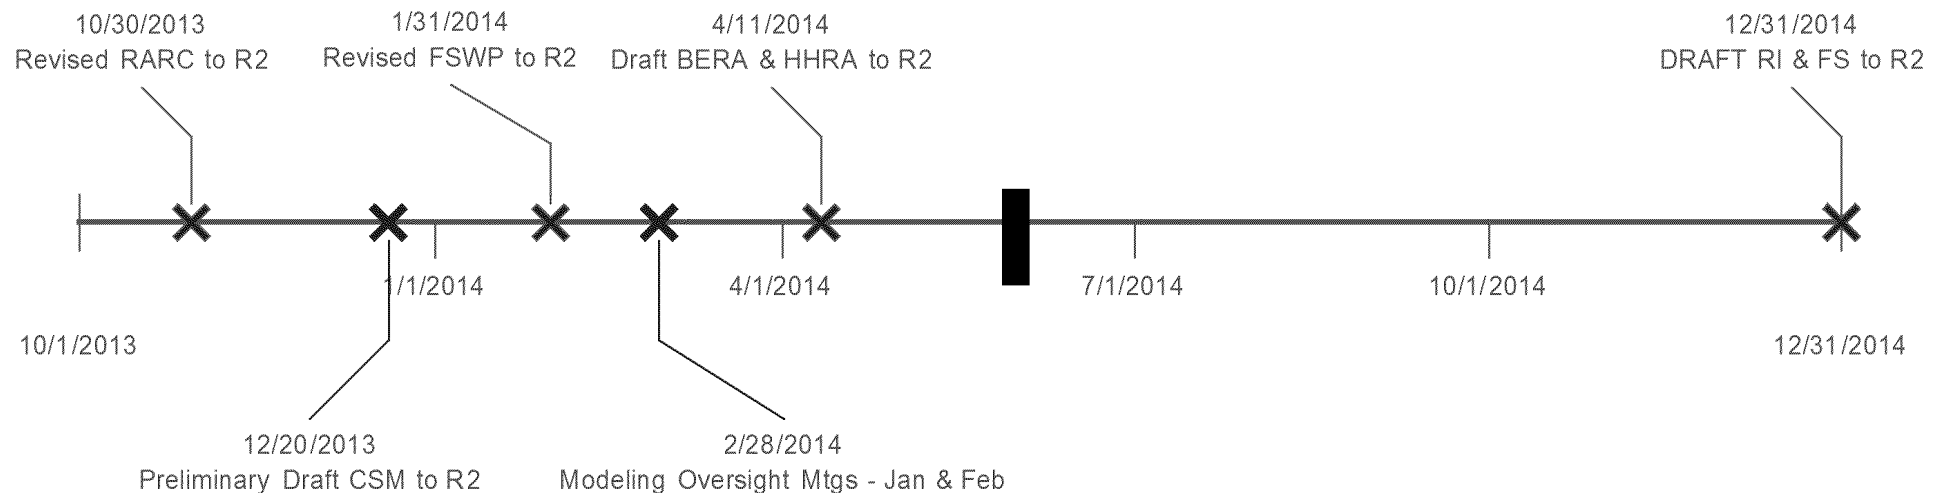 10/30/2013
Revised RARC to R2
1/31/2014
Revised FSWP to R2
4/11/2014
Draft BERA & HHRA to R2
12/31/2014
DRAFT RI & FS to R2
1/1/2014
4/1/2014
7/1/2014
10/1/2014
10/1/2013
12/31/2014
12/20/2013
Preliminary Draft CSM to R2
2/28/2014
Modeling Oversight Mtgs - Jan & Feb